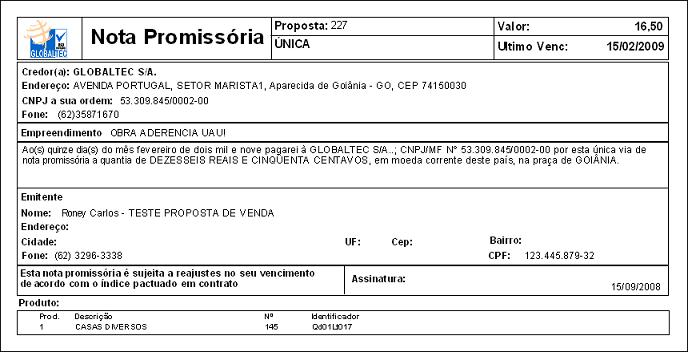 GLOBALTEC
Nota Promissória
Proposta: 227
ÚNICA
Valor: 16,50
Ultimo Venc: 15/02/2009
Credor(a): GLOBALTEC S/A.
Endereço: AVENIDA PORTUGAL, SETOR MARISTA1, Aparecida de Goiânia - GO, CEP 74150030
CNPJ a sua ordem: 53.309.845/0002-00
Fone: (62)35871670
Empreendimento OBRA ADERENCIA UAU!
Ao(s) quinze dia(s) do mês fevereiro de dois mil e nove pagarei à GLOBALTEC S/A..; CNPJ/MF N° 53.309.845/0002-00 por esta única via de
nota promissória a quantia de DEZESSEIS REAIS E CINQÜENTA CENTAVOS, em moeda corrente deste país, na praça de GOIÂNIA.
Emitente
Nome: Roney Carlos - TESTE PROPOSTA DE VENDA
Endereço:
Cidade: UF: Cep: Bairro:
Fone: (62) 3296-3338 CPF: 123.445.879-32
Esta nota promissória é sujeita a reajustes no seu vencimento
de acordo com o índice pactuado em contrato
Assinatura:
15/09/2008
Produto:
Prod. Descrição Nº Identificador
1 CASAS DIVERSOS 145 Qd01Lt017